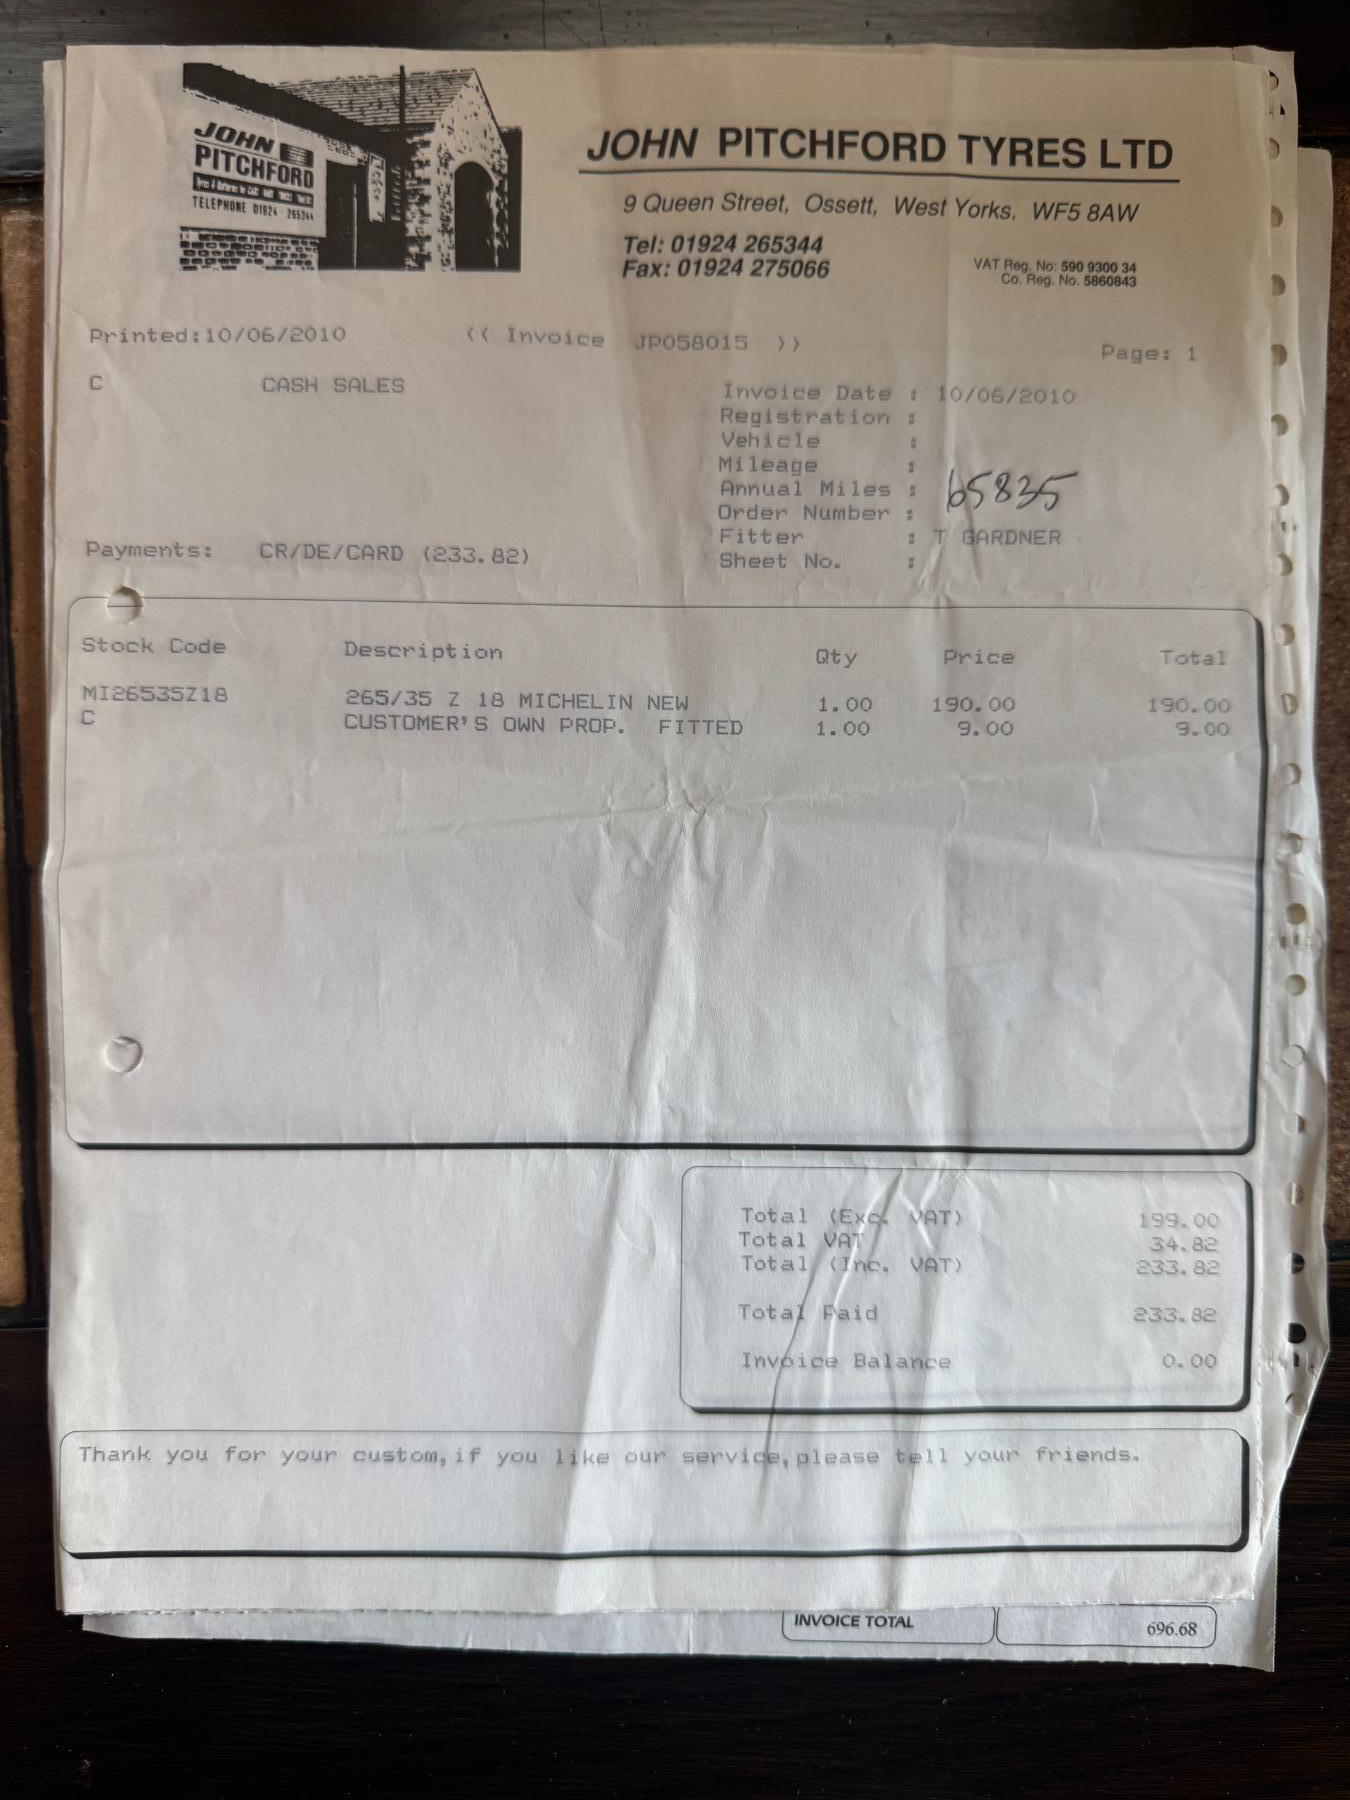 JOHN
PITCHFORD
TELEPHONE 01924 - 265344
JOHN PITCHFORD TYRES LTD
9 Queen Street, Ossett, West Yorks. WF5 8AW
Tel: 01924 265344
Fax: 01924 275066
VAT Reg. No: 590 9300 34
Co. Reg. No. 5860843
Printed:10/06/2010 << Invoice JP058015 >> Page: 1
C CASH SALES
Invoice Date : 10/06/2010
Registration :
Vehicle :
Mileage :
Annual Miles : 65835
Order Number :
Fitter : T GARDNER
Sheet No. :
Payments: CR/DE/CARD (233.82)
Stock Code Description Qty Price Total
MI26535Z18 265/35 Z 18 MICHELIN NEW 1.00 190.00 190.00
C CUSTOMER'S OWN PROP. FITTED 1.00 9.00 9.00
Total (Exc. VAT) 199.00
Total VAT 34.82
Total (Inc. VAT) 233.82
Total Paid 233.82
Invoice Balance 0.00
Thank you for your custom,if you like our service,please tell your friends.
INVOICE TOTAL 696.68